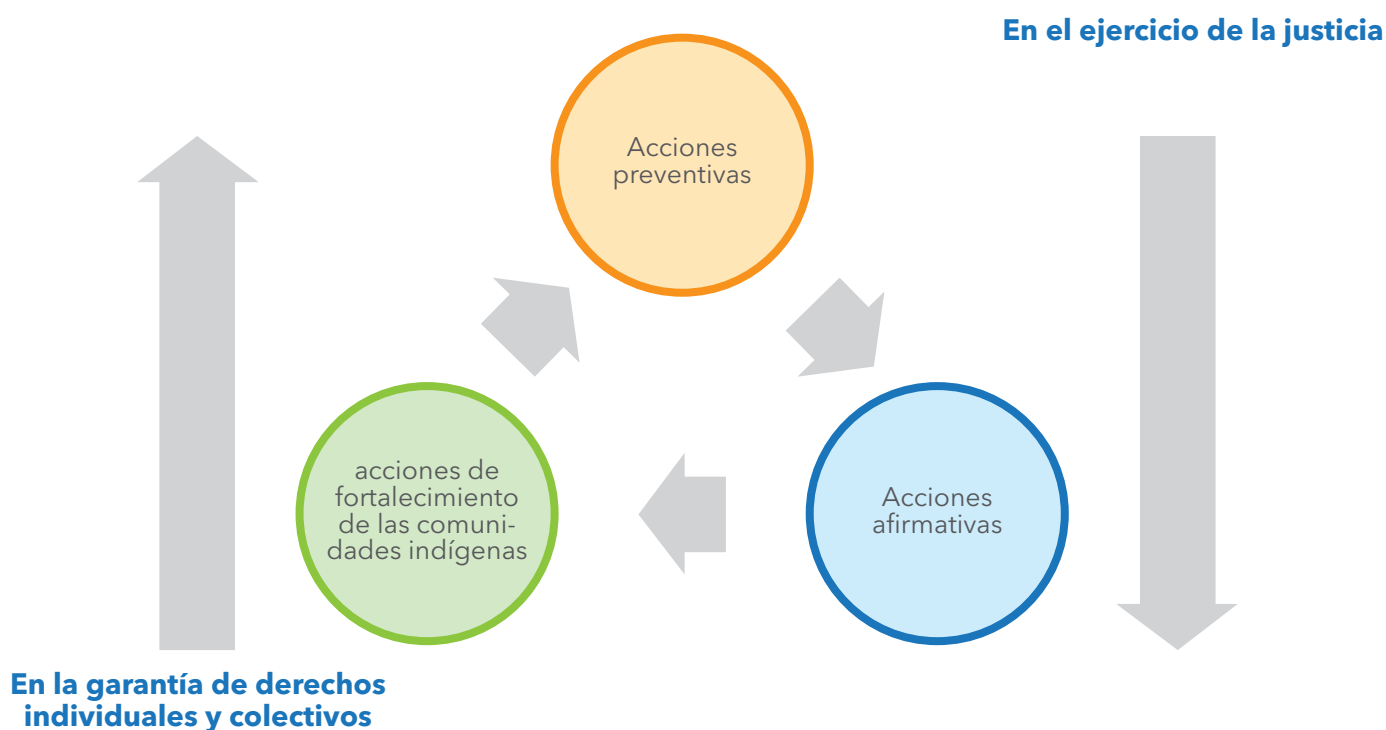 En el ejercicio de la justicia
Acciones
preventivas
acciones de
fortalecimiento
de las comuni-
dades indígenas
Acciones
afirmativas
En la garantía de derechos
individuales y colectivos